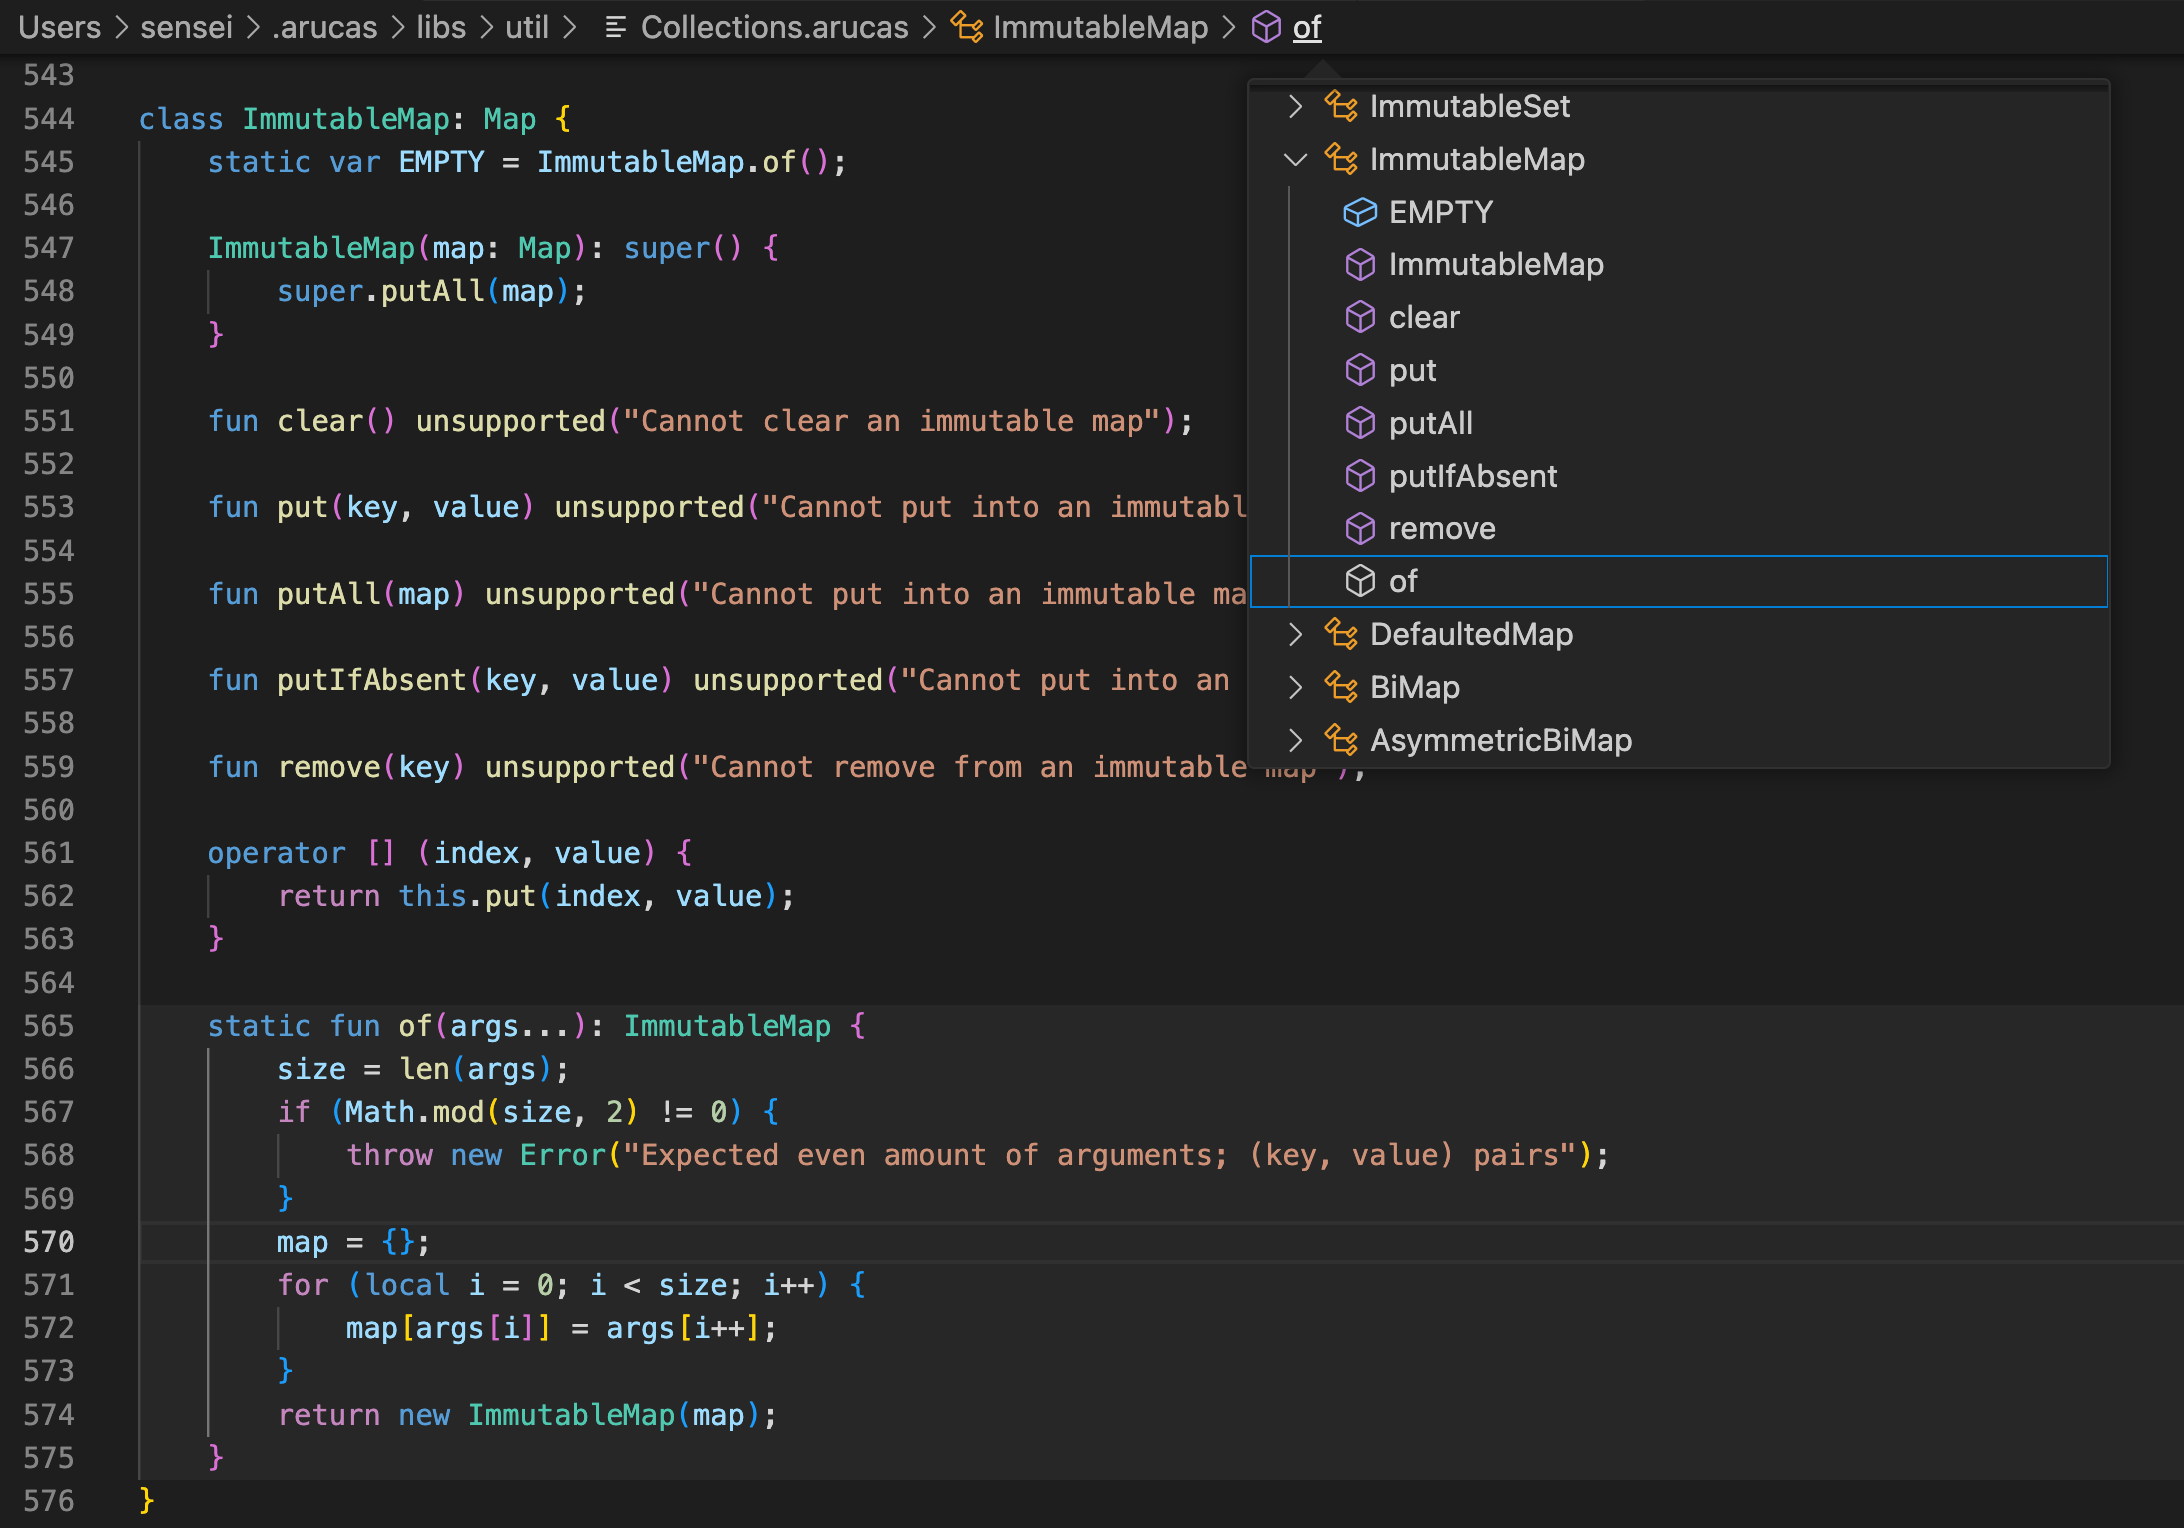 Users > sensei > .arucas > libs > util > Collections.arucas > ImmutableMap > of
543
544 class ImmutableMap: Map {
545 static var EMPTY = ImmutableMap.of();
546
547 ImmutableMap(map: Map): super() {
548 super.putAll(map);
549 }
550
551 fun clear() unsupported("Cannot clear an immutable map");
552
553 fun put(key, value) unsupported("Cannot put into an immutabl
554
555 fun putAll(map) unsupported("Cannot put into an immutable ma
556
557 fun putIfAbsent(key, value) unsupported("Cannot put into an
558
559 fun remove(key) unsupported("Cannot remove from an immutable map");
560
561 operator [] (index, value) {
562 return this.put(index, value);
563 }
564
565 static fun of(args...): ImmutableMap {
566 size = len(args);
567 if (Math.mod(size, 2) != 0) {
568 throw new Error("Expected even amount of arguments; (key, value) pairs");
569 }
570 map = {};
571 for (local i = 0; i < size; i++) {
572 map[args[i]] = args[i++];
573 }
574 return new ImmutableMap(map);
575 }
576 }
ImmutableSet
ImmutableMap
EMPTY
ImmutableMap
clear
put
putAll
putIfAbsent
remove
of
DefaultedMap
BiMap
AsymmetricBiMap